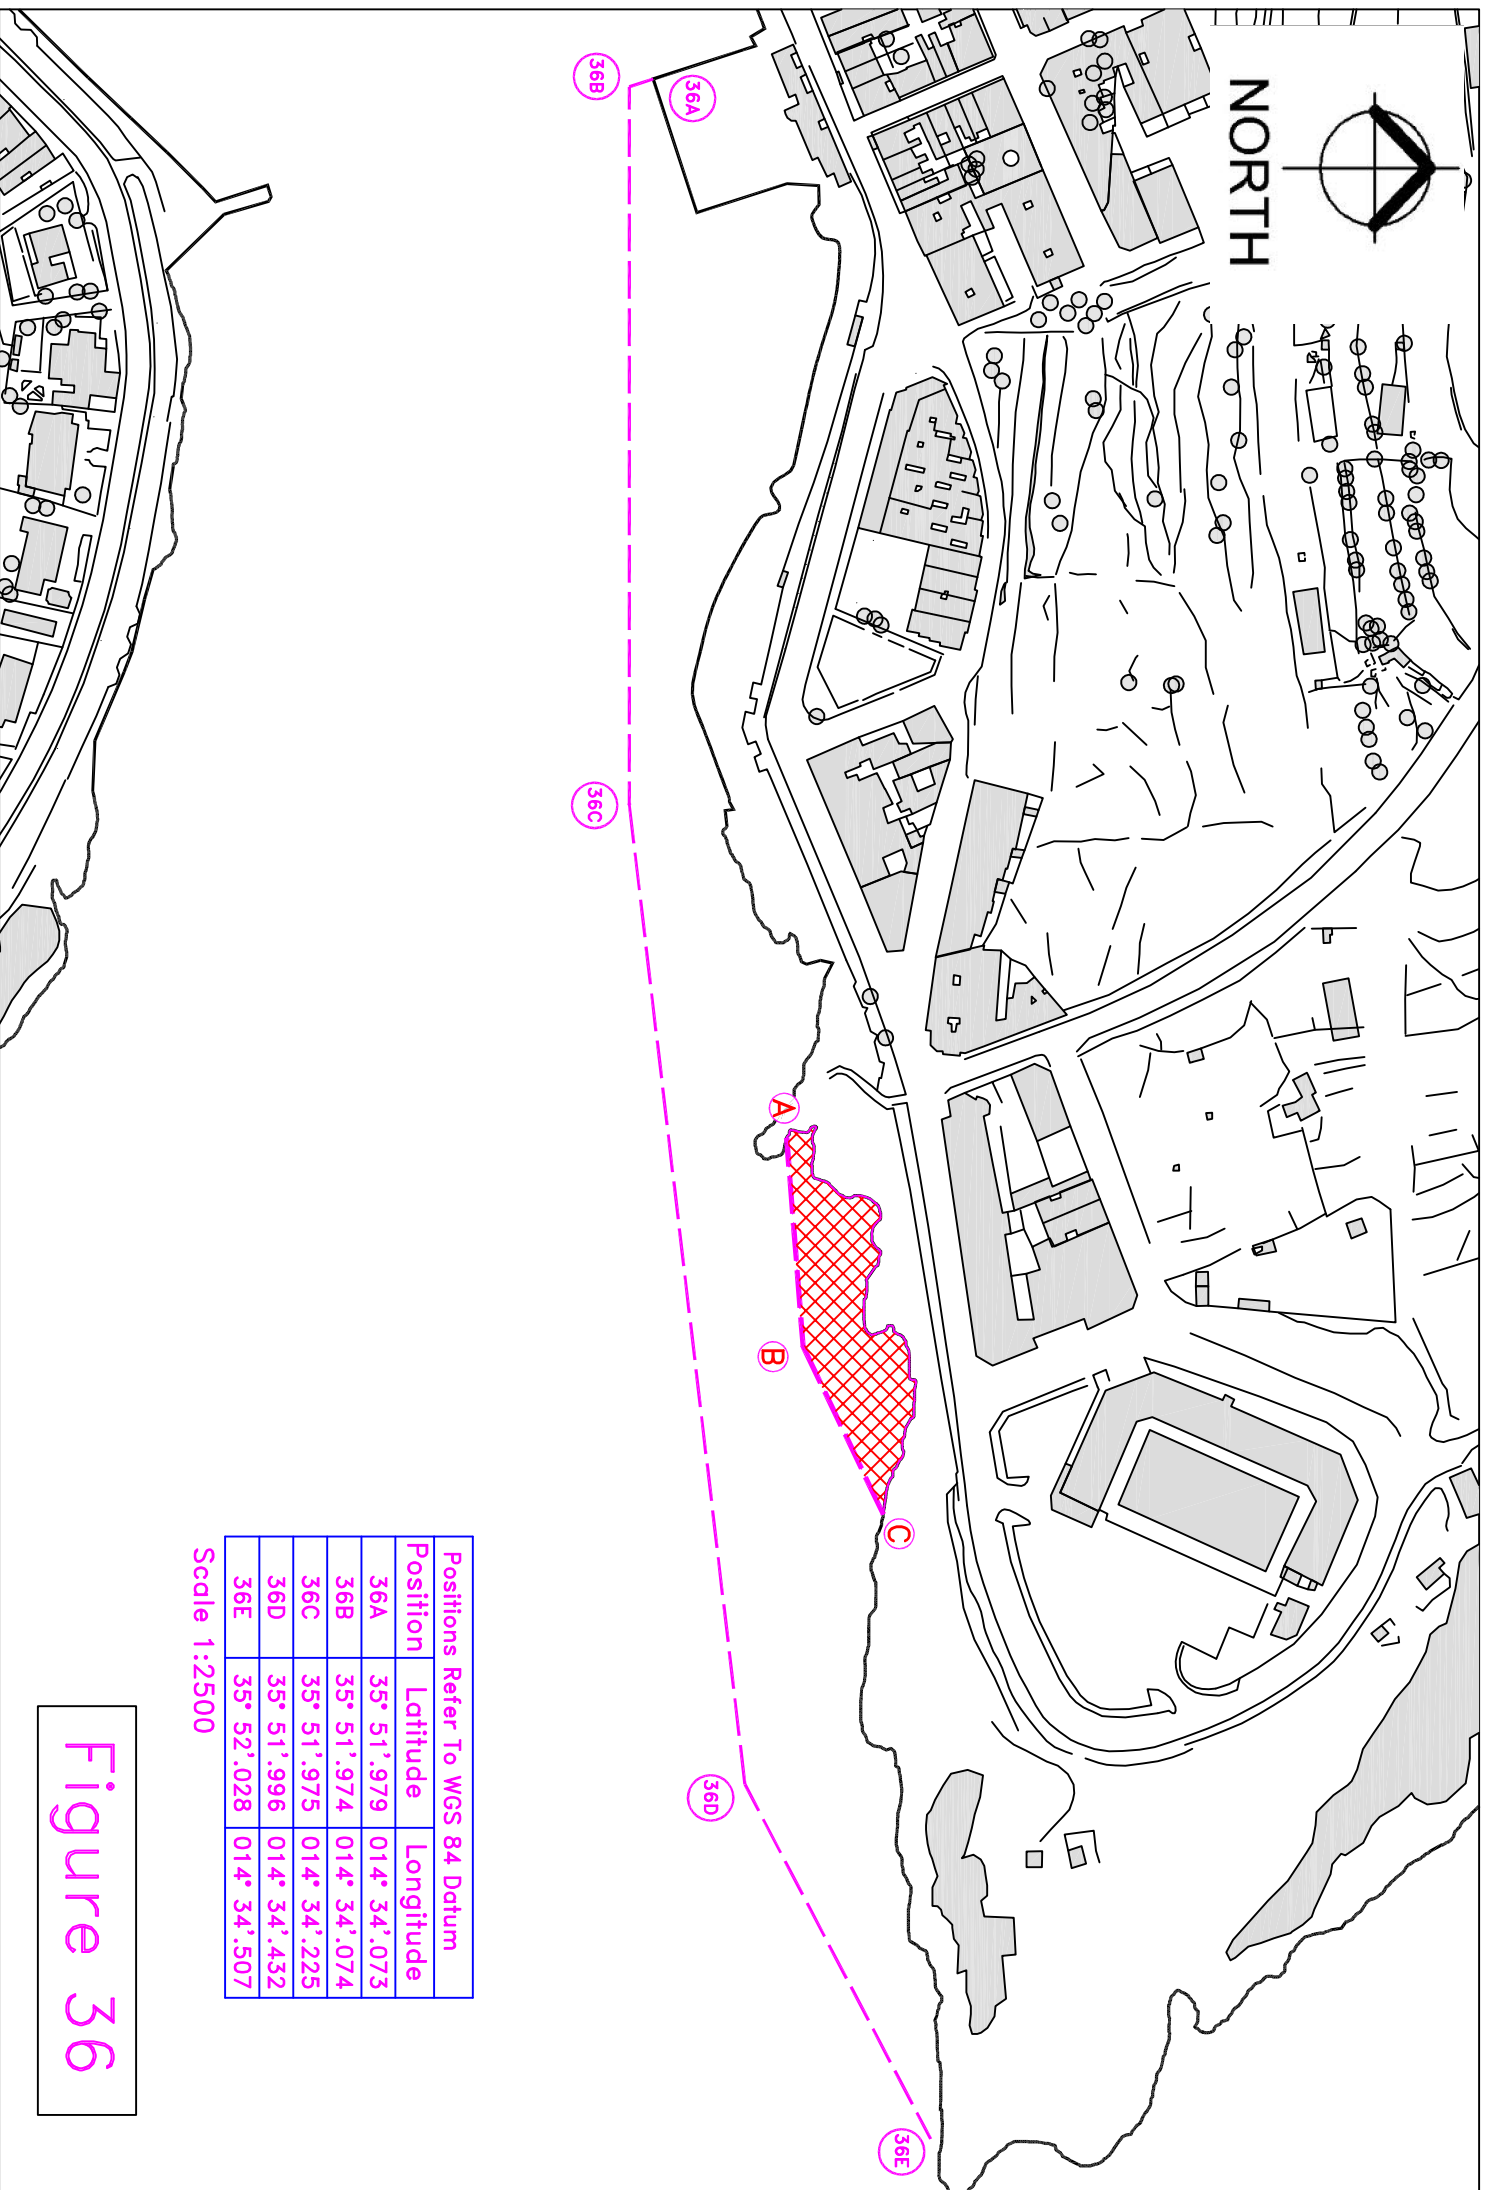 NORTH
36A
36B
36C
36D
36E
A
B
C
Positions Refer To WGS 84 Datum
Position Latitude Longitude
36A 35° 51'.979 014° 34'.073
36B 35° 51'.974 014° 34'.074
36C 35° 51'.975 014° 34'.225
36D 35° 51'.996 014° 34'.432
36E 35° 52'.028 014° 34'.507
Scale 1:2500
Figure 36